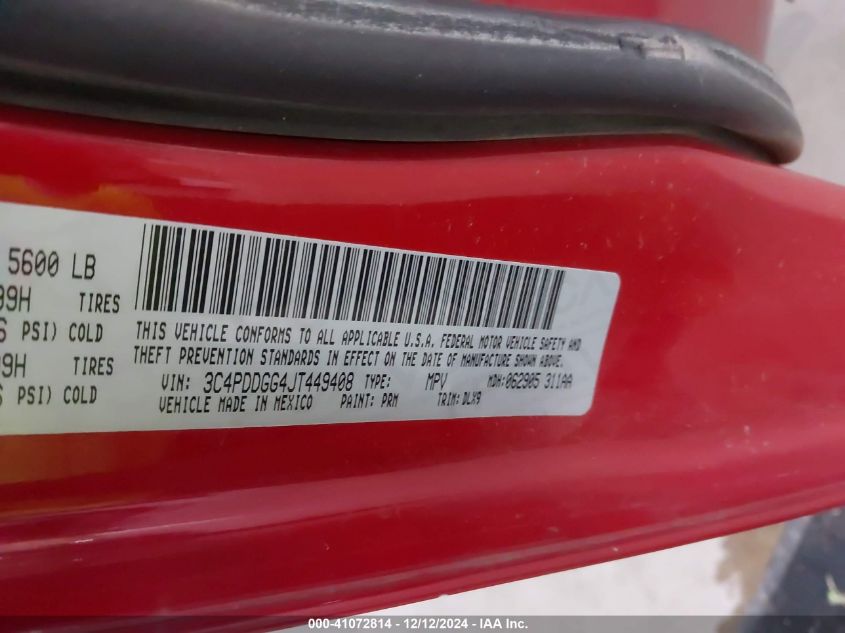 5600 LB
99H TIRES
PSI) COLD
99H TIRES
PSI) COLD
THIS VEHICLE CONFORMS TO ALL APPLICABLE U.S.A. FEDERAL MOTOR VEHICLE SAFETY AND
THEFT PREVENTION STANDARDS IN EFFECT ON THE DATE OF MANUFACTURE SHOWN ABOVE.
VIN: 3C4PDDGG4JT449408 TYPE: MPV MDH:062905 311AA
VEHICLE MADE IN MEXICO PAINT: PRM TRIM: DLX9
000-41072814 - 12/12/2024 - IAA Inc.